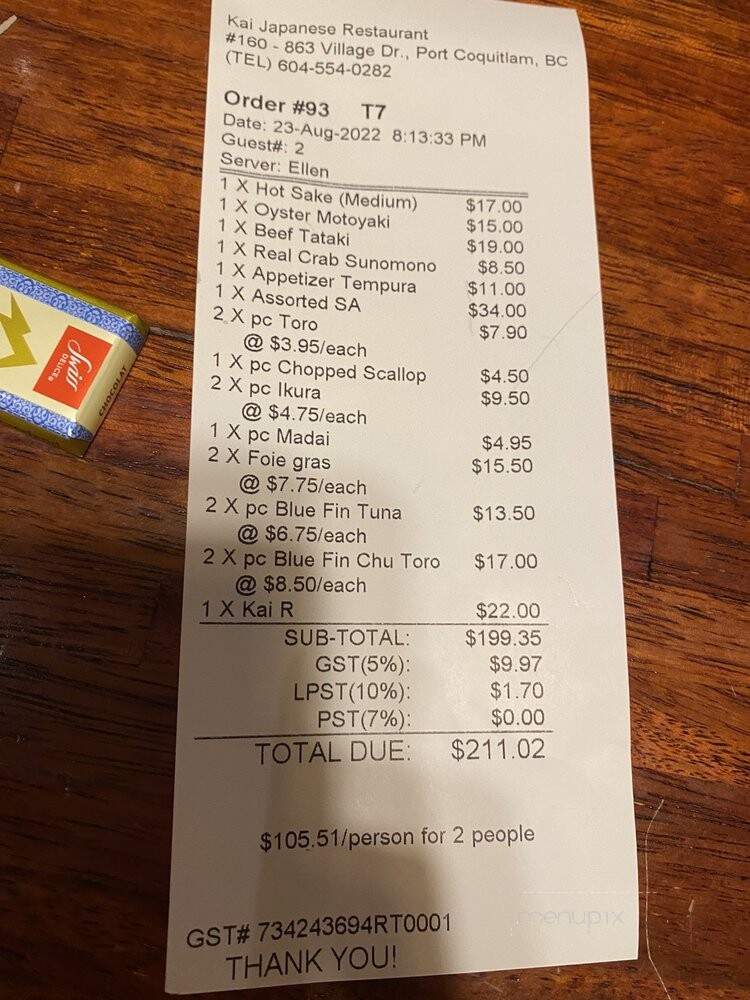 Kai Japanese Restaurant
#160 - 863 Village Dr., Port Coquitlam, BC
(TEL) 604-554-0282
Order #93 T7
Date: 23-Aug-2022 8:13:33 PM
Guest#: 2
Server: Ellen
1 X Hot Sake (Medium) $17.00
1 X Oyster Motoyaki $15.00
1 X Beef Tataki $19.00
1 X Real Crab Sunomono $8.50
1 X Appetizer Tempura $11.00
1 X Assorted SA $34.00
2 X pc Toro $7.90
@ $3.95/each
1 X pc Chopped Scallop $4.50
2 X pc Ikura $9.50
@ $4.75/each
1 X pc Madai $4.95
2 X Foie gras $15.50
@ $7.75/each
2 X pc Blue Fin Tuna $13.50
@ $6.75/each
2 X pc Blue Fin Chu Toro $17.00
@ $8.50/each
1 X Kai R $22.00
SUB-TOTAL: $199.35
GST(5%): $9.97
LPST(10%): $1.70
PST(7%): $0.00
TOTAL DUE: $211.02
$105.51/person for 2 people
GST# 734243694RT0001
THANK YOU!
Swiss
DELICE
CHOCOLAT
menupix